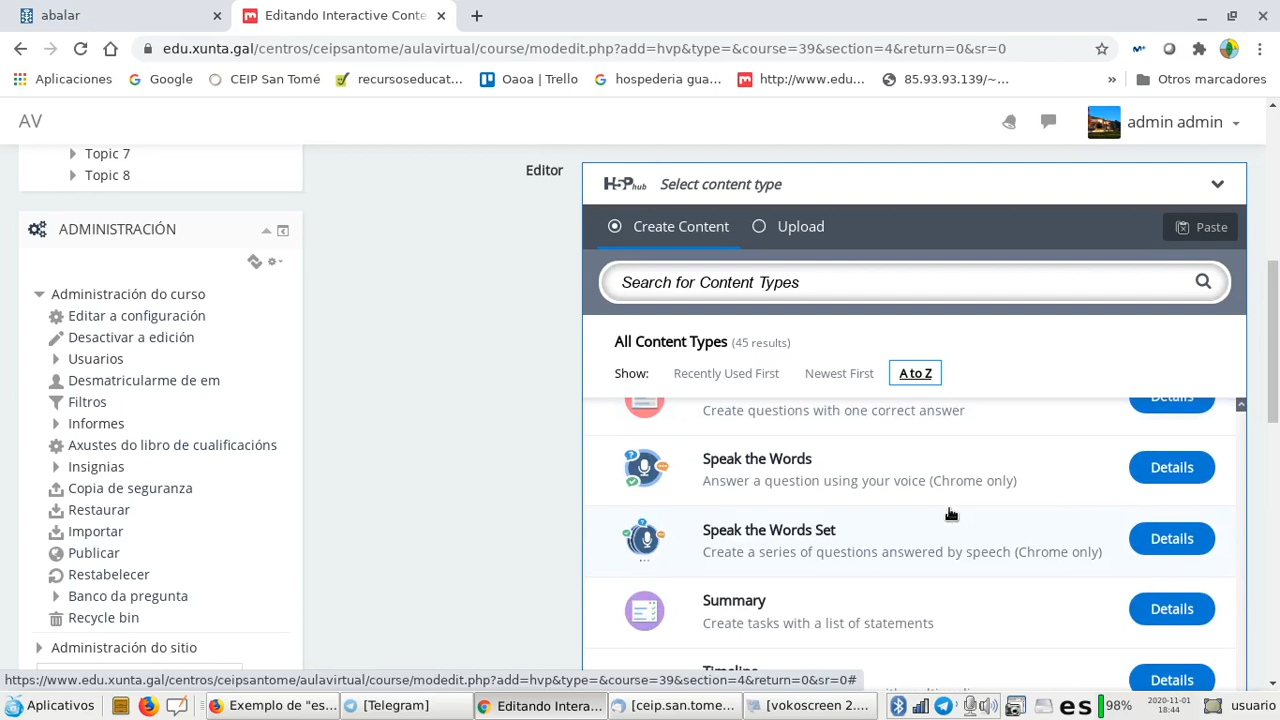 abalar
Editando Interactive Conte
edu.xunta.gal/centros/ceipsantome/aulavirtual/course/modedit.php?add=hvp&type=&course=39&section=4&return=0&sr=0
Aplicaciones
Google
CEIP San Tomé
recursoseducat...
Oaoa | Trello
hospederia gua...
http://www.edu...
85.93.93.139/~...
»
Otros marcadores
AV
admin admin
Topic 7
Topic 8
ADMINISTRACIÓN
Administración do curso
Editar a configuración
Desactivar a edición
Usuarios
Desmatricularme de em
Filtros
Informes
Axustes do libro de cualificacións
Insignias
Copia de seguranza
Restaurar
Importar
Publicar
Restabelecer
Banco da pregunta
Recycle bin
Administración do sitio
Editor
H5P hub
Select content type
Create Content
Upload
Paste
Search for Content Types
All Content Types (45 results)
Show:
Recently Used First
Newest First
A to Z
Create questions with one correct answer
Details
Speak the Words
Answer a question using your voice (Chrome only)
Details
Speak the Words Set
Create a series of questions answered by speech (Chrome only)
Details
Summary
Create tasks with a list of statements
Details
Timeline
Details
https://www.edu.xunta.gal/centros/ceipsantome/aulavirtual/course/modedit.php?add=hvp&type=&course=39&section=4&return=0&sr=0#
Aplicativos
Exemplo de "es...
[Telegram]
Editando Intera...
[ceip.san.tome...
[vokoscreen 2....
es
98%
2020-11-01
18:44
usuario